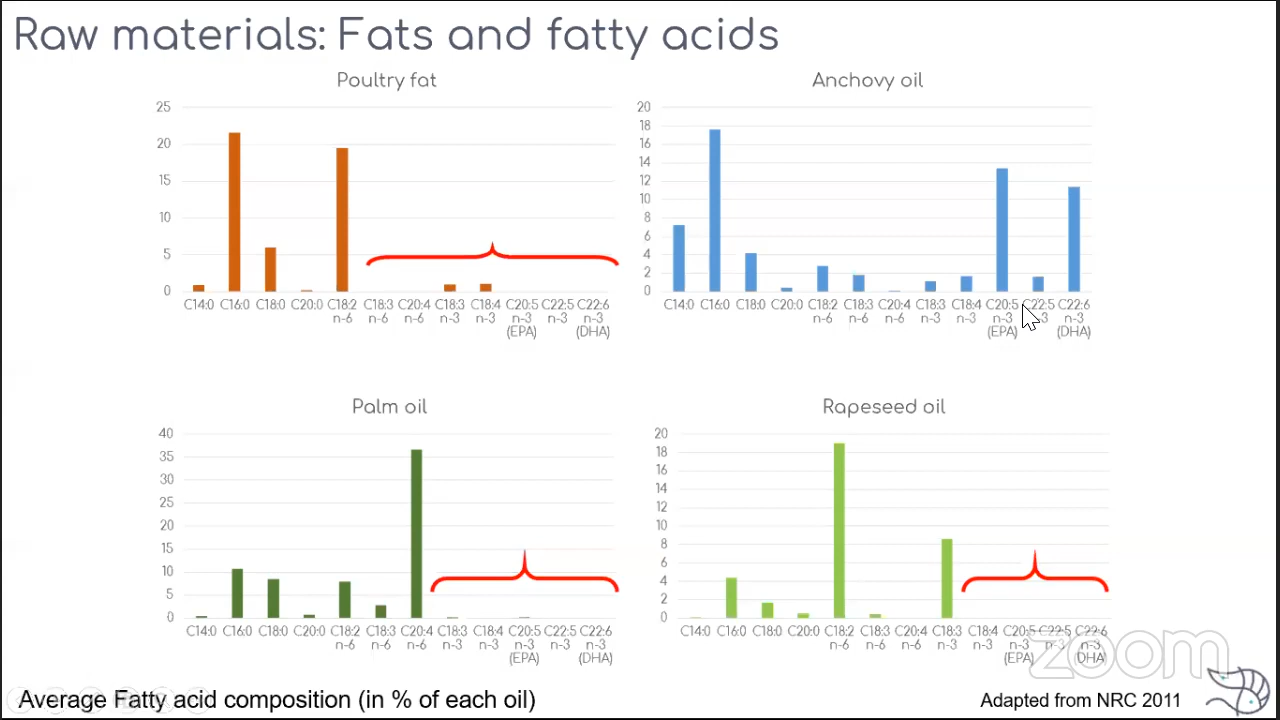 Raw materials: Fats and fatty acids
Poultry fat
25
20
15
10
5
0
C14:0 C16:0 C18:0 C20:0 C18:2 C18:3 C20:4 C18:3 C18:4 C20:5 C22:5 C22:6
n-6 n-6 n-6 n-3 n-3 n-3 n-3 n-3
(EPA) (DHA)
Anchovy oil
20
18
16
14
12
10
8
6
4
2
0
C14:0 C16:0 C18:0 C20:0 C18:2 C18:3 C20:4 C18:3 C18:4 C20:5 C22:5 C22:6
n-6 n-6 n-6 n-3 n-3 n-3 n-3 n-3
(EPA) (DHA)
Palm oil
40
35
30
25
20
15
10
5
0
C14:0 C16:0 C18:0 C20:0 C18:2 C18:3 C20:4 C18:3 C18:4 C20:5 C22:5 C22:6
n-6 n-6 n-6 n-3 n-3 n-3 n-3 n-3
(EPA) (DHA)
Rapeseed oil
20
18
16
14
12
10
8
6
4
2
0
C14:0 C16:0 C18:0 C20:0 C18:2 C18:3 C20:4 C18:3 C18:4 C20:5 C22:5 C22:6
n-6 n-6 n-6 n-3 n-3 n-3 n-3 n-3
(EPA) (DHA)
zoom
Average Fatty acid composition (in % of each oil)
Adapted from NRC 2011